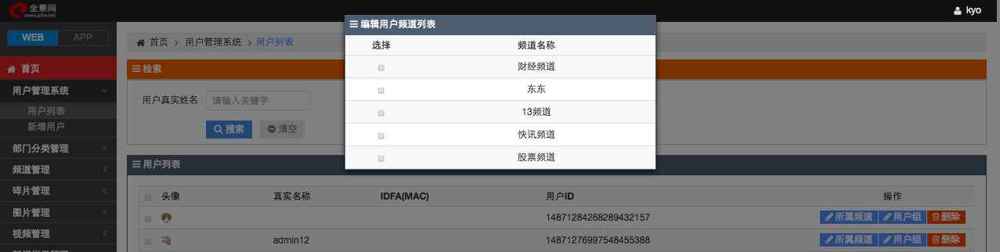 全景网
www.p5w.net
kyo
WEB APP
首页
用户管理系统
用户列表
新增用户
部门分类管理
频道管理
碎片管理
图片管理
视频管理
首页 > 用户管理系统 > 用户列表
检索
用户真实姓名 请输入关键字
搜索 清空
编辑用户频道列表
选择 频道名称
财经频道
东东
13频道
快讯频道
股票频道
用户列表
头像 真实名称 IDFA(MAC) 用户ID 操作
14871284268289432157 所属频道 用户组 删除
admin12 14871276997548455388 所属频道 用户组 删除